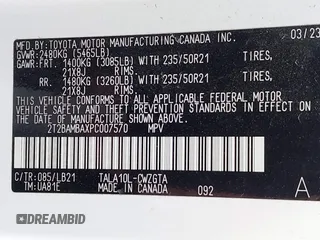 MFD. BY: TOYOTA MOTOR MANUFACTURING CANADA INC. 03/23
GVWR: 2480KG (5465LB)
GAWR: FRT. 1400KG (3085LB) WITH 235/50R21 TIRES,
21X8J RIMS.
RR. 1480KG (3260LB) WITH 235/50R21 TIRES,
21X8J RIMS.
THIS VEHICLE CONFORMS TO ALL APPLICABLE FEDERAL MOTOR
VEHICLE SAFETY AND THEFT PREVENTION STANDARDS IN EFFECT
ON THE DATE OF MANUFACTURE SHOWN ABOVE.
2T2BAMBAXPC007570 MPV
C/TR: 085/LB21 TALA10L-CWZGTA A
TM: UA81E MADE IN CANADA 092
DREAMBID